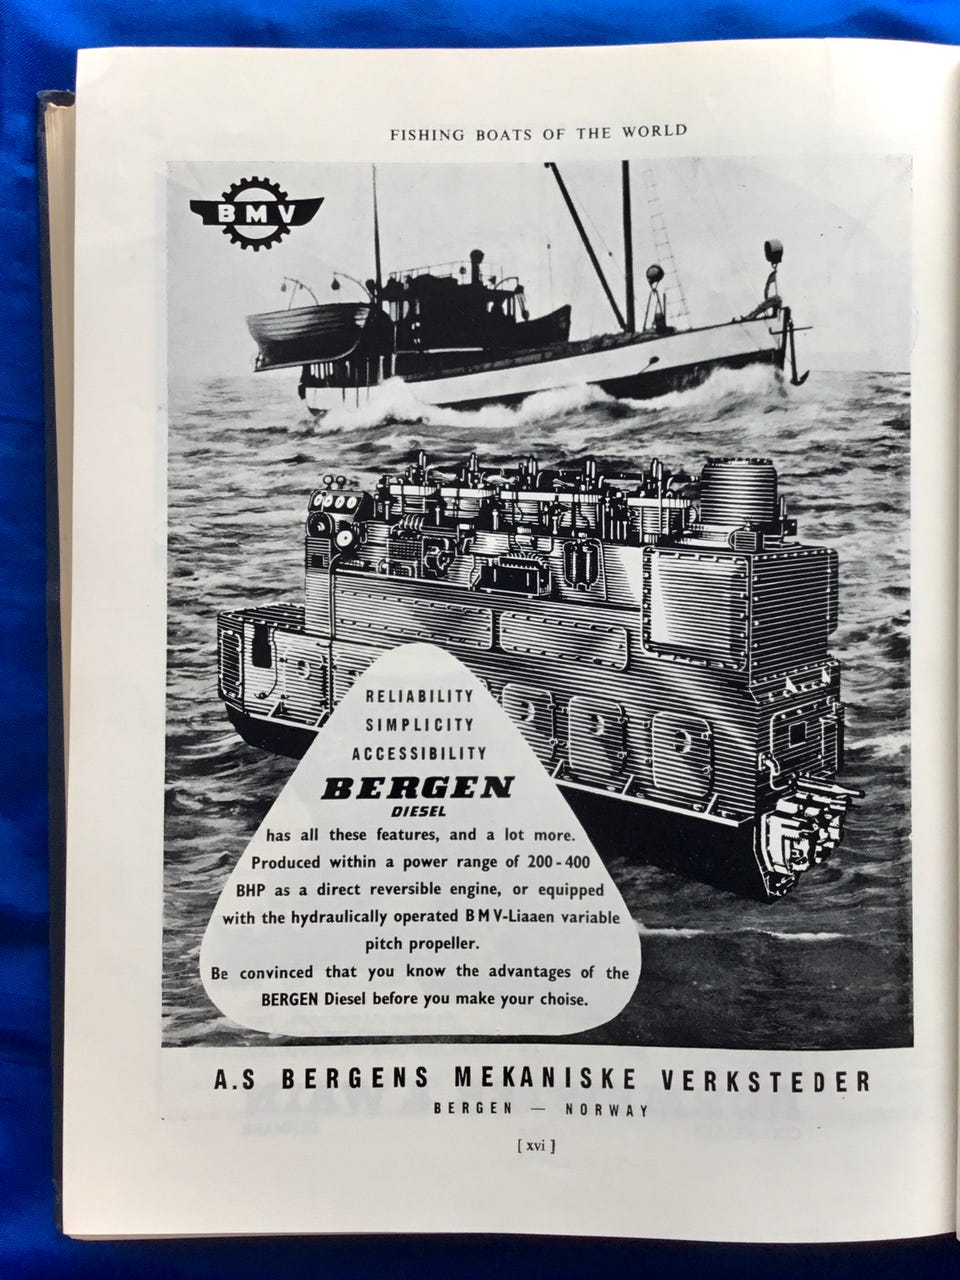 FISHING BOATS OF THE WORLD
BMV
RELIABILITY
SIMPLICITY
ACCESSIBILITY
BERGEN
DIESEL
has all these features, and a lot more.
Produced within a power range of 200-400
BHP as a direct reversible engine, or equipped
with the hydraulically operated BMV-Liaaen variable
pitch propeller.
Be convinced that you know the advantages of the
BERGEN Diesel before you make your choise.
A.S BERGENS MEKANISKE VERKSTEDER
BERGEN — NORWAY
[ xvi ]